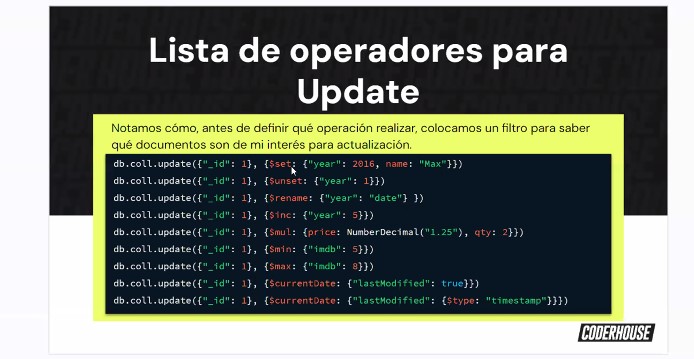 Lista de operadores para
Update
Notamos cómo, antes de definir qué operación realizar, colocamos un filtro para saber
qué documentos son de mi interés para actualización.
db.coll.update({"_id": 1}, {$set: {"year": 2016, name: "Max"}})
db.coll.update({"_id": 1}, {$unset: {"year": 1}})
db.coll.update({"_id": 1}, {$rename: {"year": "date"} })
db.coll.update({"_id": 1}, {$inc: {"year": 5}})
db.coll.update({"_id": 1}, {$mul: {price: NumberDecimal("1.25"), qty: 2}})
db.coll.update({"_id": 1}, {$min: {"imdb": 5}})
db.coll.update({"_id": 1}, {$max: {"imdb": 8}})
db.coll.update({"_id": 1}, {$currentDate: {"lastModified": true}})
db.coll.update({"_id": 1}, {$currentDate: {"lastModified": {$type: "timestamp"}}})
CODERHOUSE